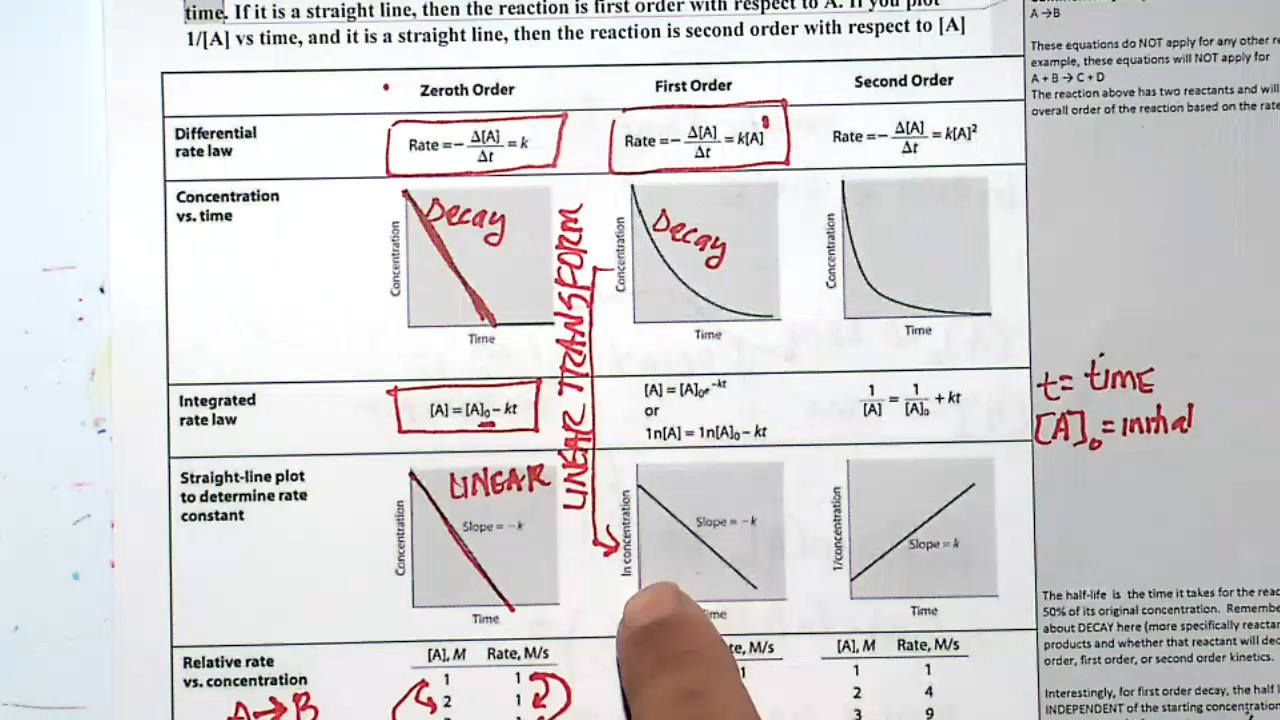 time. If it is a straight line, then the reaction is first order with respect to A. If you plot
1/[A] vs time, and it is a straight line, then the reaction is second order with respect to [A]
A→B
These equations do NOT apply for any other
example, these equations will NOT apply for
A + B → C + D
The reaction above has two reactants and will
overall order of the reaction based on the rate
Zeroth Order First Order Second Order
Differential
rate law
Rate = − Δ[A]/Δt = k
Rate = − Δ[A]/Δt = k[A]
Rate = − Δ[A]/Δt = k[A]²
Concentration
vs. time
Concentration
Decay
Time
LINEAR TRANSFORM
Concentration
Decay
Time
Concentration
Time
Integrated
rate law
[A] = [A]₀ − kt
[A] = [A]₀e⁻ᵏᵗ
or
1n[A] = 1n[A]₀ − kt
1/[A] = 1/[A]₀ + kt
t = time
[A]₀ = initial
Straight-line plot
to determine rate
constant
Concentration
LINEAR
Slope = −k
Time
ln concentration
Slope = −k
1/concentration
Slope = k
Time
The half-life is the time it takes for the
50% of its original concentration.
about DECAY here (more specifically
products and whether that reactant will
order, first order, or second order kinetics.
Interestingly, for first order decay, the half
INDEPENDENT of the starting concentration
Relative rate
vs. concentration
A→B
[A], M Rate, M/s
1 1
2 1
M/s
1
[A], M Rate, M/s
1 1
2 4
3 9